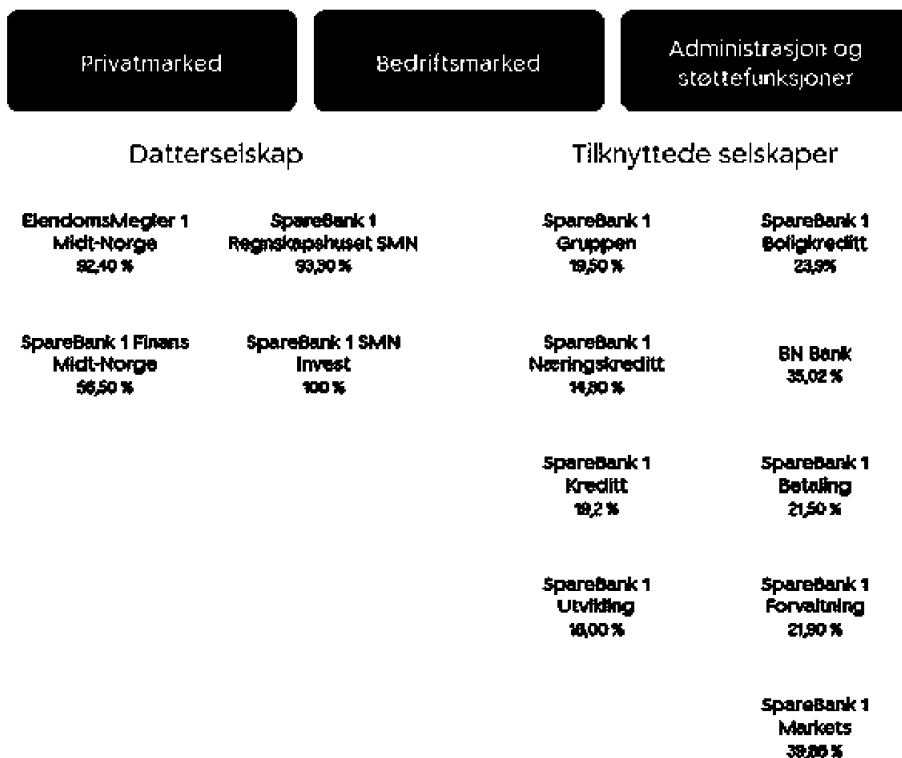 Privatmarked
Bedriftsmarked
Administrasjon og
støttefunksjoner
Datterselskap
Tilknyttede selskaper
EiendomsMegler 1
Midt-Norge
92,40 %
SpareBank 1
Regnskapshuset SMN
93,30 %
SpareBank 1
Gruppen
19,50 %
SpareBank 1
Boligkreditt
23,9%
SpareBank 1 Finans
Midt-Norge
56,50 %
SpareBank 1 SMN
Invest
100 %
SpareBank 1
Næringskreditt
14,80 %
BN Bank
35,02 %
SpareBank 1
Kreditt
19,2 %
SpareBank 1
Betaling
21,50 %
SpareBank 1
Utvikling
18,00 %
SpareBank 1
Forvaltning
21,90 %
SpareBank 1
Markets